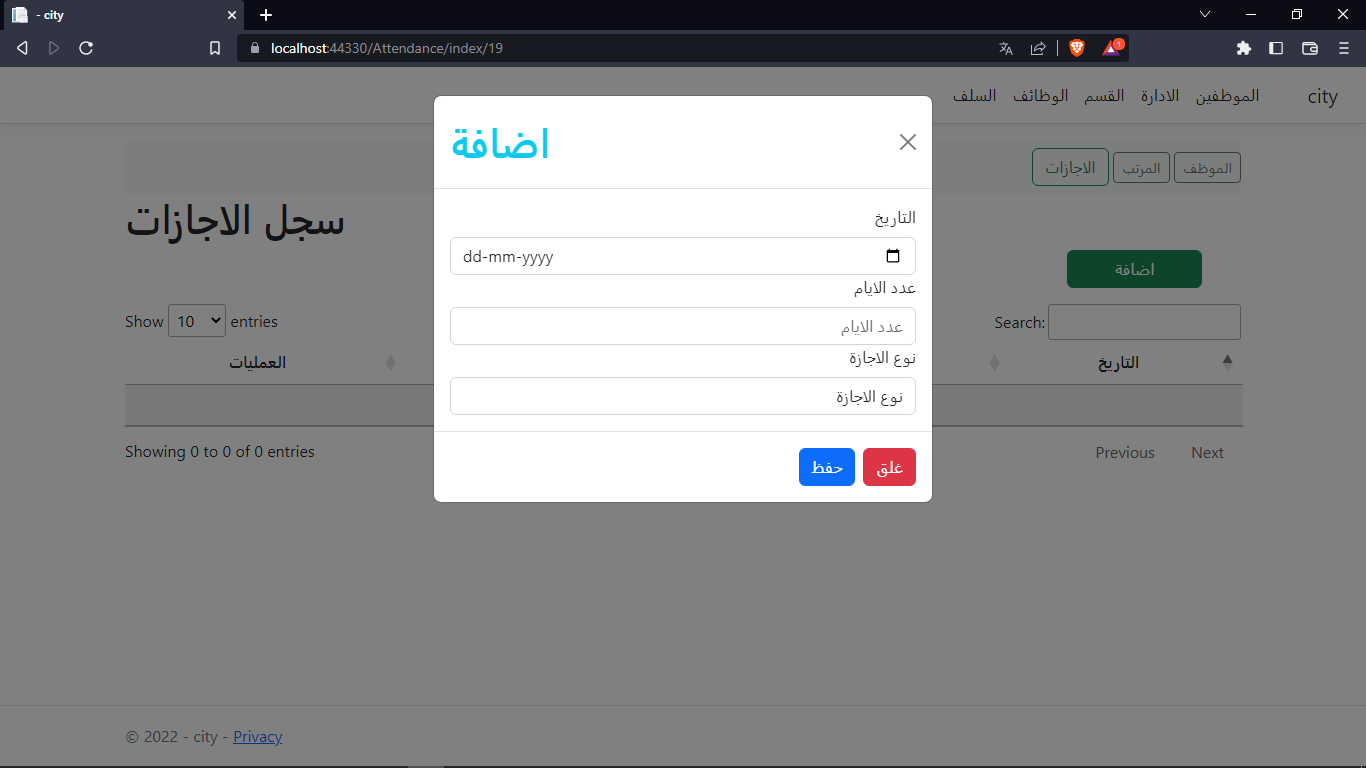 - city
localhost:44330/Attendance/index/19
1
city الموظفين الادارة القسم الوظائف السلف
الموظف المرتب الاجازات
سجل الاجازات
اضافة
Show 10 entries
Search:
التاريخ
العمليات
Showing 0 to 0 of 0 entries
Previous Next
اضافة
التاريخ
dd-mm-yyyy
عدد الايام
عدد الايام
نوع الاجازة
نوع الاجازة
غلق حفظ
© 2022 - city - Privacy